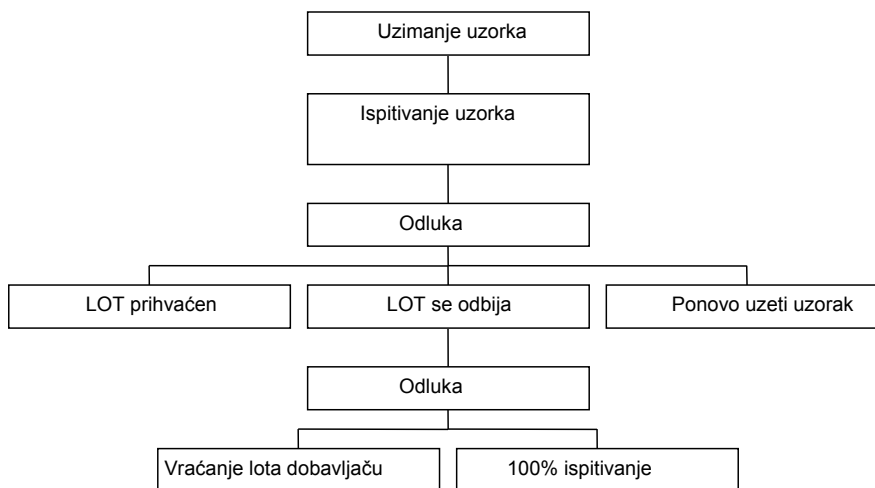 Uzimanje uzorka
Ispitivanje uzorka
Odluka
LOT prihvaćen
LOT se odbija
Ponovo uzeti uzorak
Odluka
Vraćanje lota dobavljaču
100% ispitivanje